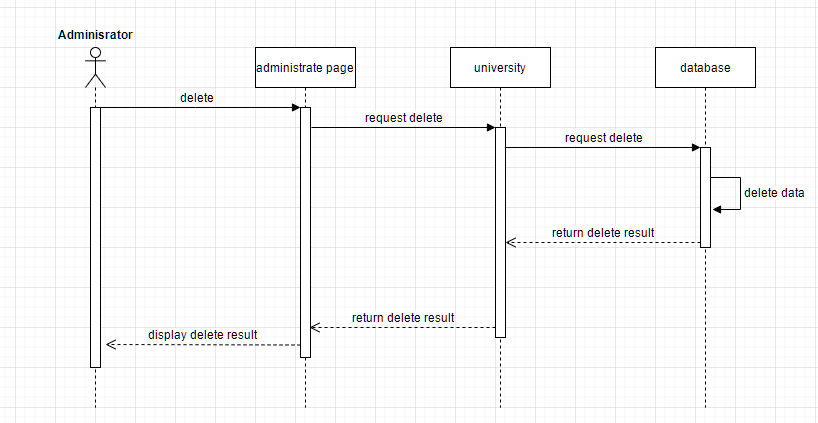 Adminisrator
administrate page
university
database
delete
request delete
request delete
delete data
return delete result
return delete result
display delete result